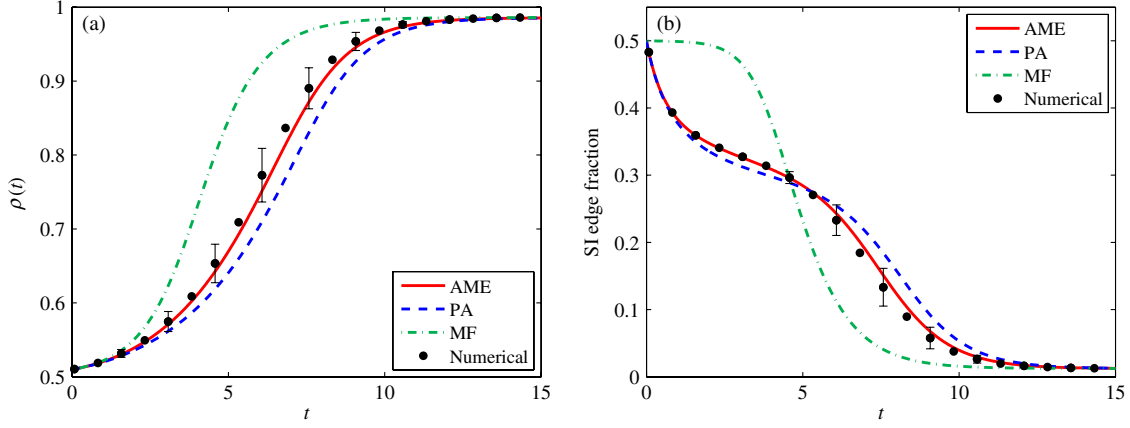 (a)
1
0.9
0.8
0.7
0.6
0.5
ρ(t)
0
5
10
15
t
AME
PA
MF
Numerical
(b)
0.5
0.4
0.3
0.2
0.1
0
SI edge fraction
0
5
10
15
t
AME
PA
MF
Numerical